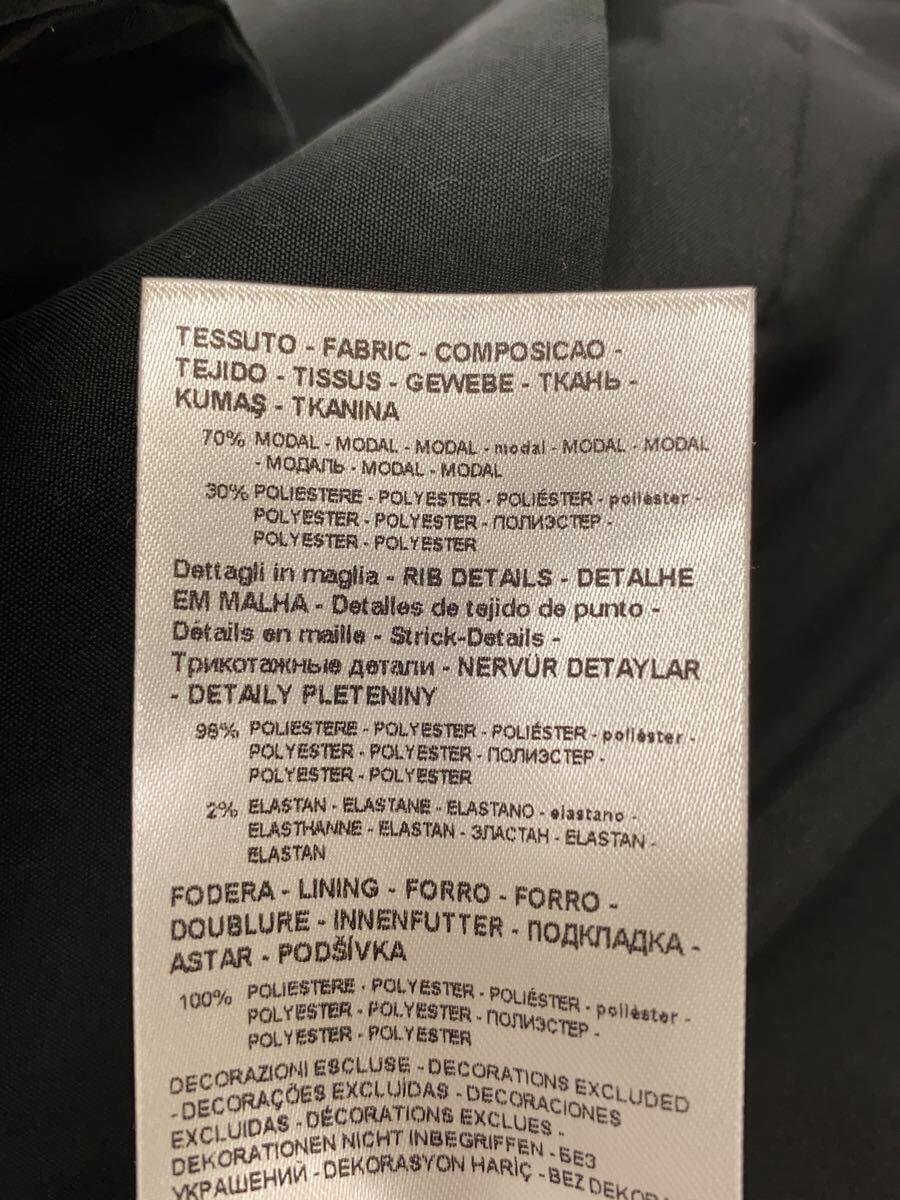 TESSUTO - FABRIC - COMPOSICAO -
TEJIDO - TISSUS - GEWEBE - ТКАНЬ -
KUMAŞ - TKANINA
70% MODAL - MODAL - MODAL - modal - MODAL - MODAL
- МОДАЛЬ - MODAL - MODAL
30% POLIESTERE - POLYESTER - POLIÉSTER - poliéster -
POLYESTER - POLYESTER - ПОЛИЭСТЕР -
POLYESTER - POLYESTER
Dettagli in maglia - RIB DETAILS - DETALHE
EM MALHA - Detalles de tejido de punto -
Détails en maille - Strick-Details -
Трикотажные детали - NERVÜR DETAYLAR
- DETAILY PLETENINY
98% POLIESTERE - POLYESTER - POLIÉSTER - poliéster -
POLYESTER - POLYESTER - ПОЛИЭСТЕР -
POLYESTER - POLYESTER
2% ELASTAN - ELASTANE - ELASTANO - elastano -
ELASTHANNE - ELASTAN - ЭЛАСТАН - ELASTAN -
ELASTAN
FODERA - LINING - FORRO - FORRO -
DOUBLURE - INNENFUTTER - ПОДКЛАДКА -
ASTAR - PODŠÍVKA
100% POLIESTERE - POLYESTER - POLIÉSTER - poliéster -
POLYESTER - POLYESTER - ПОЛИЭСТЕР -
POLYESTER - POLYESTER
DECORAZIONI ESCLUSE - DECORATIONS EXCLUDED
- DECORAÇÕES EXCLUÍDAS - DECORACIONES
EXCLUIDAS - DÉCORATIONS EXCLUES -
DEKORATIONEN NICHT INBEGRIFFEN - БЕЗ
УКРАШЕНИЙ - DEKORASYON HARİÇ - BEZ